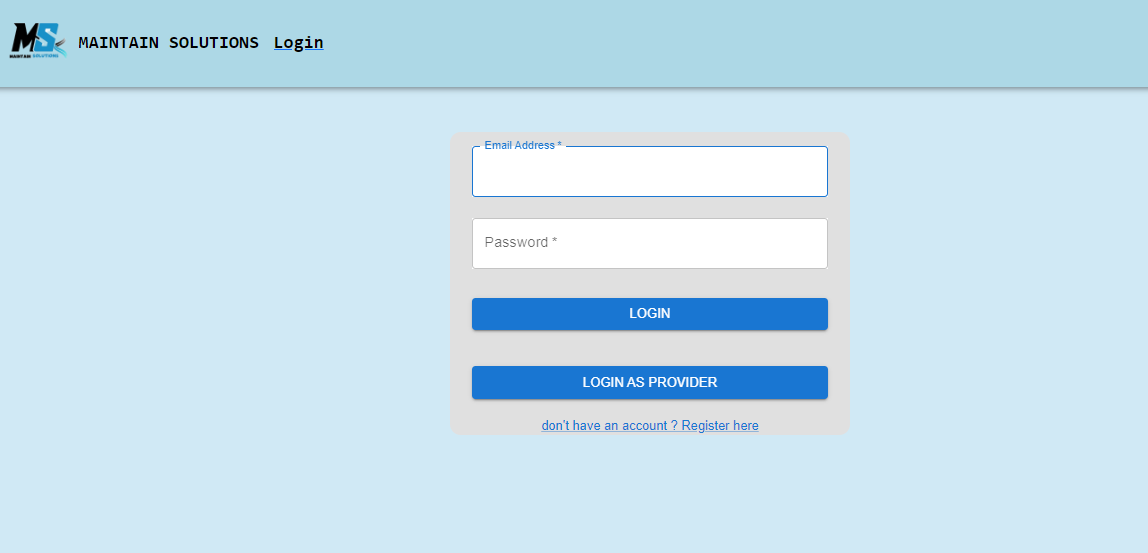 MS
MAINTAIN SOLUTIONS
MAINTAIN SOLUTIONS Login
Email Address *
Password *
LOGIN
LOGIN AS PROVIDER
don't have an account ? Register here